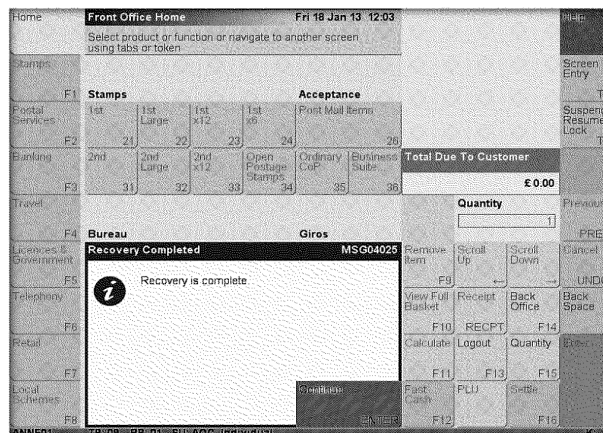 Home
Front Office Home
Fri 18 Jan 13 12:03
Help
Select product or function or navigate to another screen
using tabs or token
Stamps
F1
Screen
Entry
Stamps
Acceptance
Postal
Services
F2
1st
21
1st
Large
22
1st
x12
23
1st
x6
24
Post Mail Items
26
Suspend
Resume
Lock
Banking
F3
2nd
31
2nd
Large
32
2nd
x12
33
Open
Postage
Stamps
34
Ordinary
CoP
35
Business
Suite
36
Total Due To Customer
£0.00
Travel
F4
Quantity
1
Previous
PRE
Bureau
Giros
Licences &
Government
F5
Recovery Completed
MSG04025
Recovery is complete
Remove
Item
F9
Scroll
Up
←
Scroll
Down
→
Cancel
UNDO
Telephony
F6
View Full
Basket
F10
Receipt
RECPT
Back
Office
F14
Back
Space
Retail
F7
Calculate
F11
Logout
F13
Quantity
F15
Enter
Local
Schemes
F8
Continue
ENTER
Fast
Cash
F12
PLU
Settle
F16